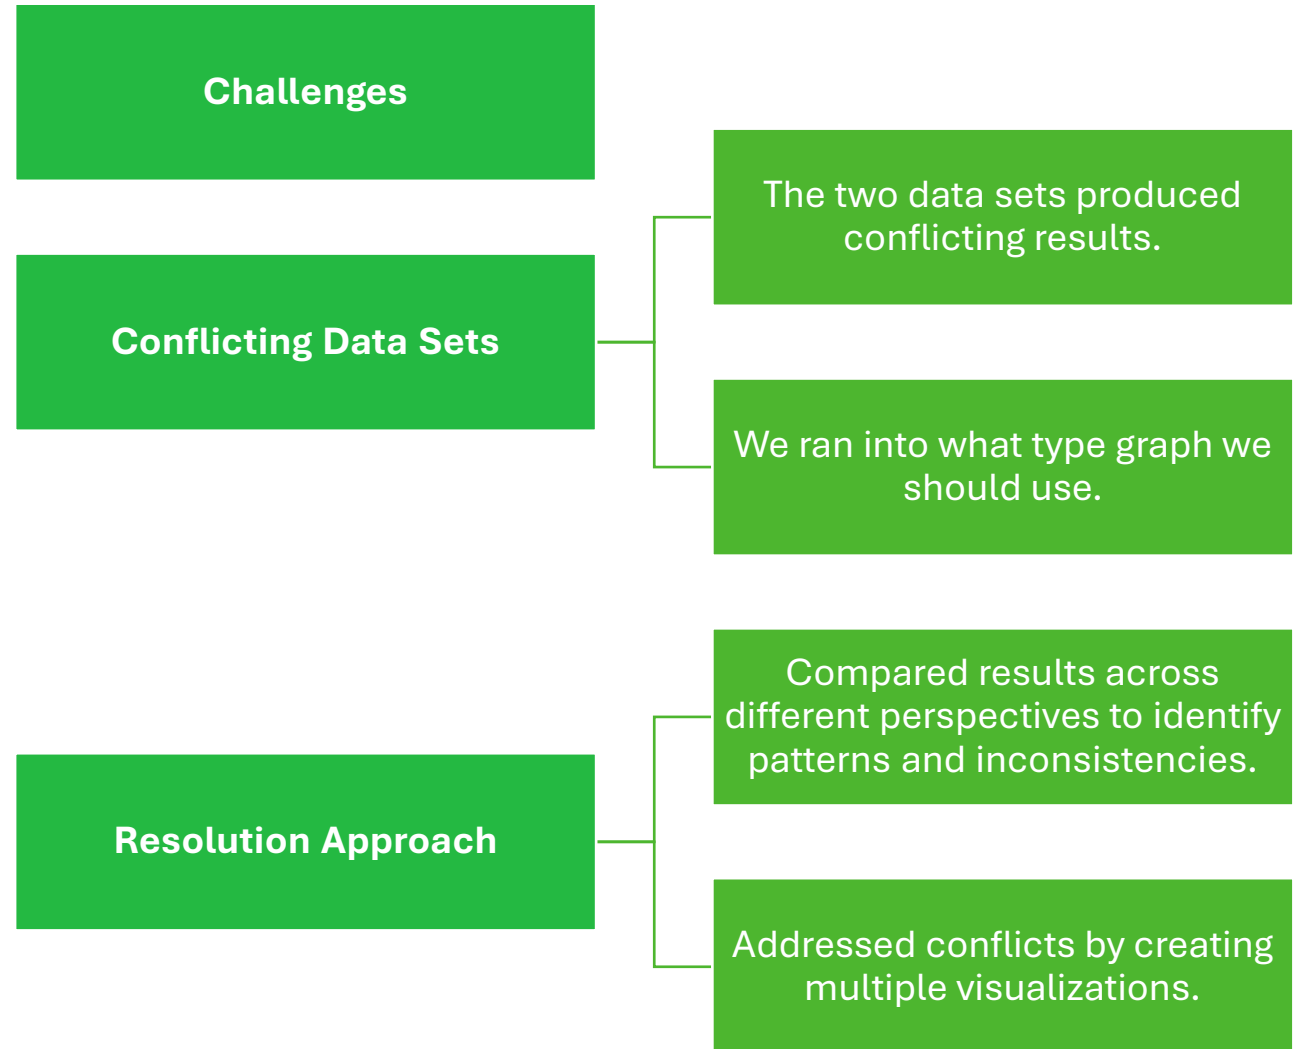 Challenges
Conflicting Data Sets
The two data sets produced
conflicting results.
We ran into what type graph we
should use.
Resolution Approach
Compared results across
different perspectives to identify
patterns and inconsistencies.
Addressed conflicts by creating
multiple visualizations.